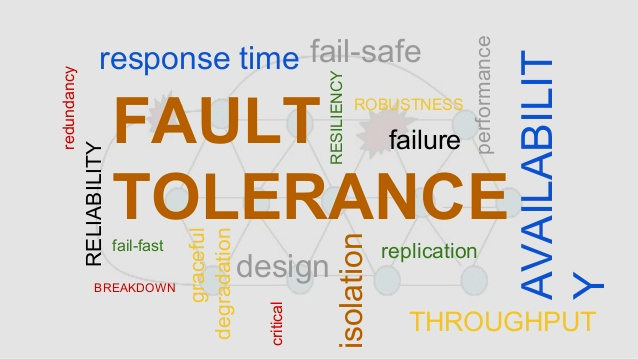 response time
fail-safe
redundancy
FAULT
TOLERANCE
RESILIENCY
ROBUSTNESS
failure
performance
AVAILABILIT
Y
RELIABILITY
fail-fast
BREAKDOWN
graceful
degradation
design
critical
isolation
replication
THROUGHPUT